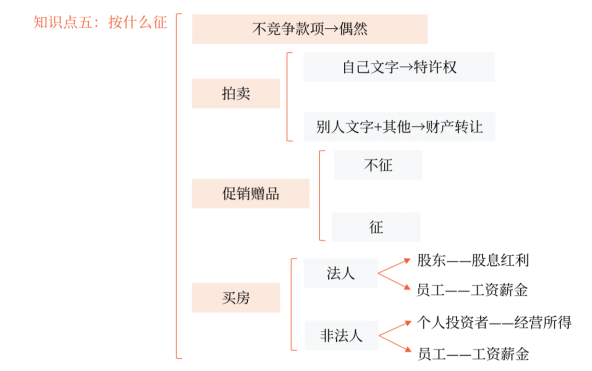 知识点五：按什么征
不竞争款项→偶然
拍卖
自己文字→特许权
别人文字+其他→财产转让
促销赠品
不征
征
买房
法人
股东——股息红利
员工——工资薪金
非法人
个人投资者——经营所得
员工——工资薪金